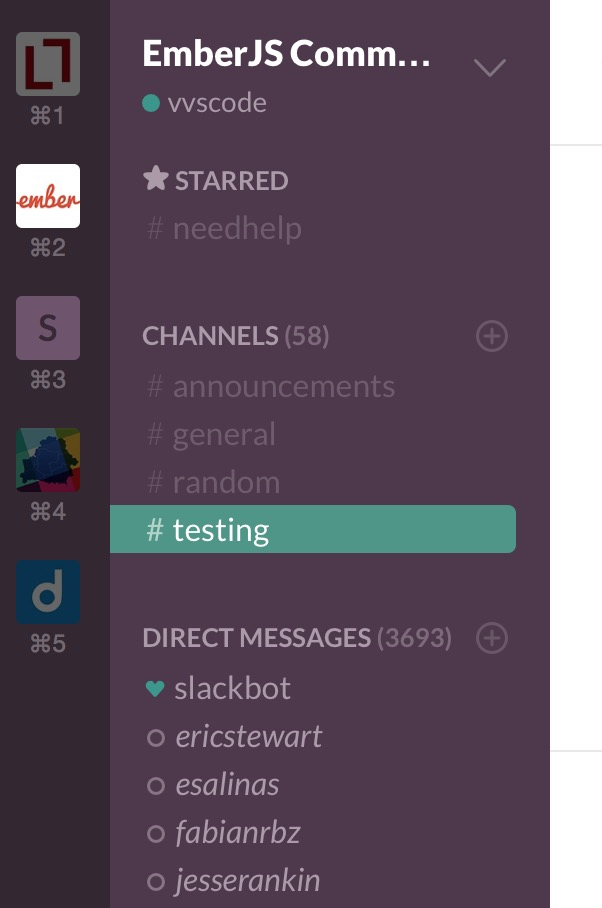 ⌘1
ember
⌘2
S
⌘3
⌘4
d
⌘5
EmberJS Comm…
vvscode
STARRED
# needhelp
CHANNELS (58)
# announcements
# general
# random
# testing
DIRECT MESSAGES (3693)
slackbot
ericstewart
esalinas
fabianrbz
jesserankin